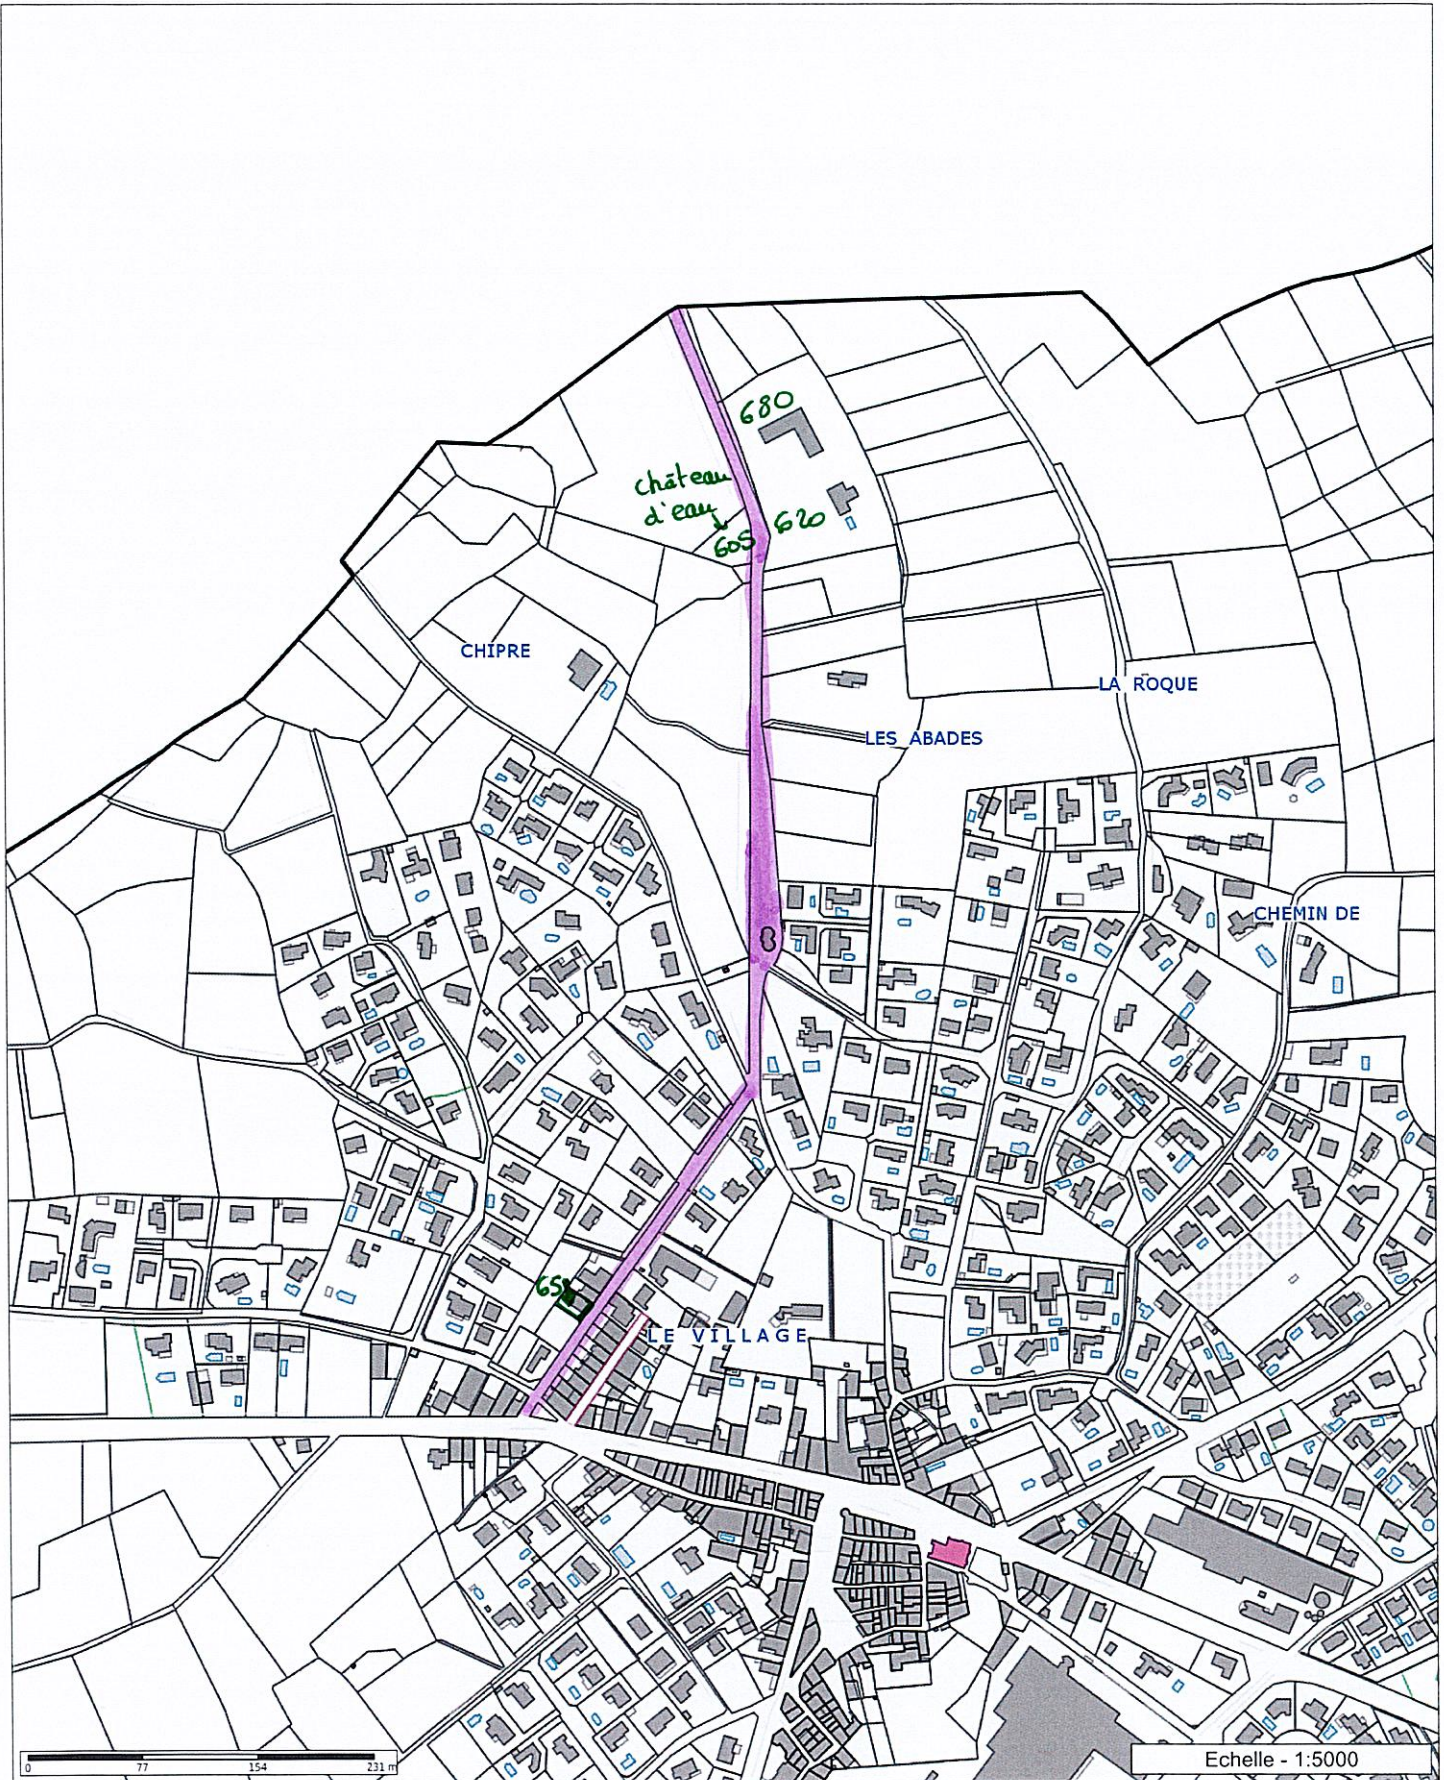 680
château
d'eau
605
620
CHIPRE
LA ROQUE
LES ABADES
CHEMIN DE
LE VILLAGE
0 77 154 231 m
Echelle - 1:5000